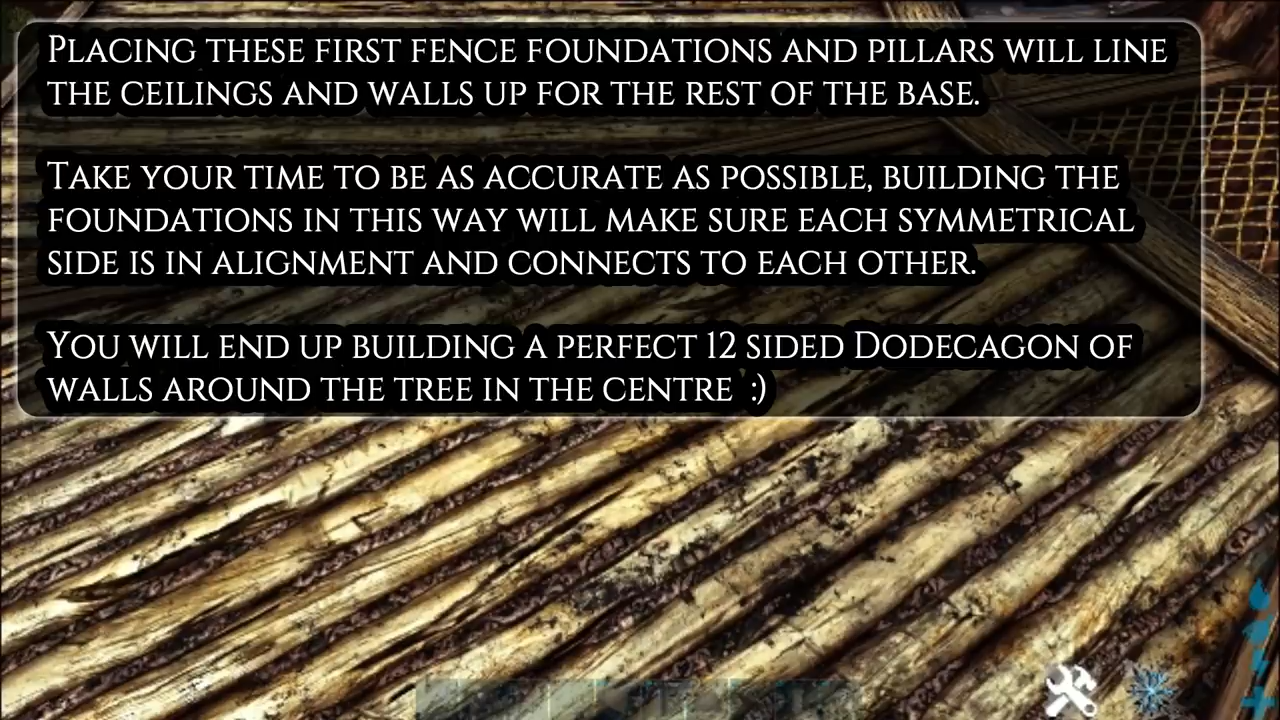 Placing these first fence foundations and pillars will line
the ceilings and walls up for the rest of the base.
Take your time to be as accurate as possible, building the
foundations in this way will make sure each symmetrical
side is in alignment and connects to each other.
You will end up building a perfect 12 sided Dodecagon of
walls around the tree in the centre :)